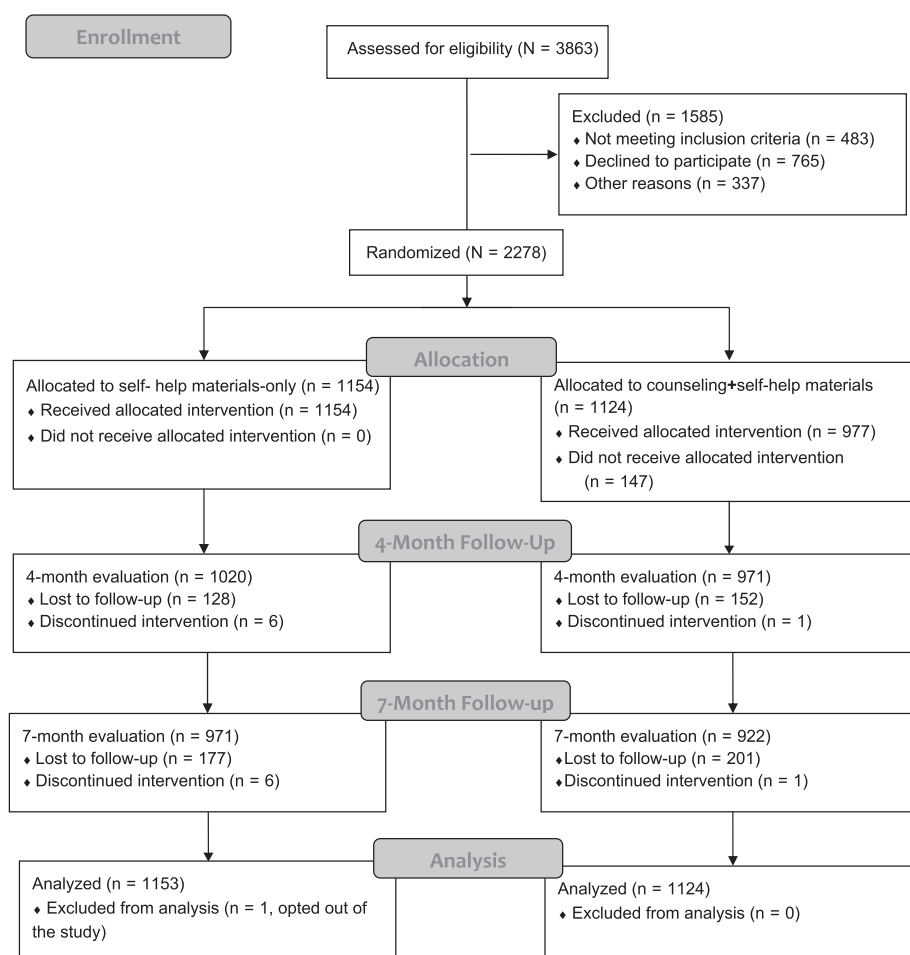 Enrollment
Assessed for eligibility (N = 3863)
Excluded (n = 1585)
♦ Not meeting inclusion criteria (n = 483)
♦ Declined to participate (n = 765)
♦ Other reasons (n = 337)
Randomized (N = 2278)
Allocation
Allocated to self- help materials-only (n = 1154)
♦ Received allocated intervention (n = 1154)
♦ Did not receive allocated intervention (n = 0)
Allocated to counseling+self-help materials
(n = 1124)
♦ Received allocated intervention (n = 977)
♦ Did not receive allocated intervention
(n = 147)
4-Month Follow-Up
4-month evaluation (n = 1020)
♦ Lost to follow-up (n = 128)
♦ Discontinued intervention (n = 6)
4-month evaluation (n = 971)
♦ Lost to follow-up (n = 152)
♦ Discontinued intervention (n = 1)
7-Month Follow-up
7-month evaluation (n = 971)
♦ Lost to follow-up (n = 177)
♦ Discontinued intervention (n = 6)
7-month evaluation (n = 922)
♦Lost to follow-up (n = 201)
♦Discontinued intervention (n = 1)
Analysis
Analyzed (n = 1153)
♦ Excluded from analysis (n = 1, opted out of
the study)
Analyzed (n = 1124)
♦ Excluded from analysis (n = 0)